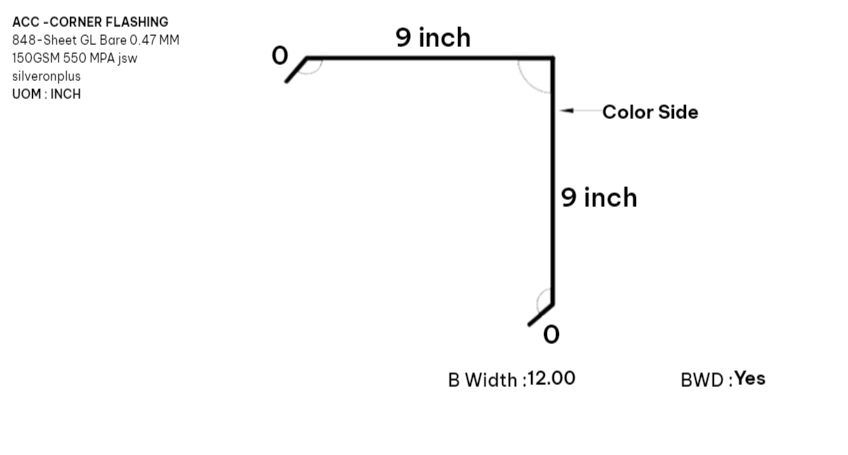 ACC -CORNER FLASHING
848-Sheet GL Bare 0.47 MM
150GSM 550 MPA jsw
silveronplus
UOM : INCH
9 inch
0
Color Side
9 inch
0
B Width :12.00
BWD :Yes